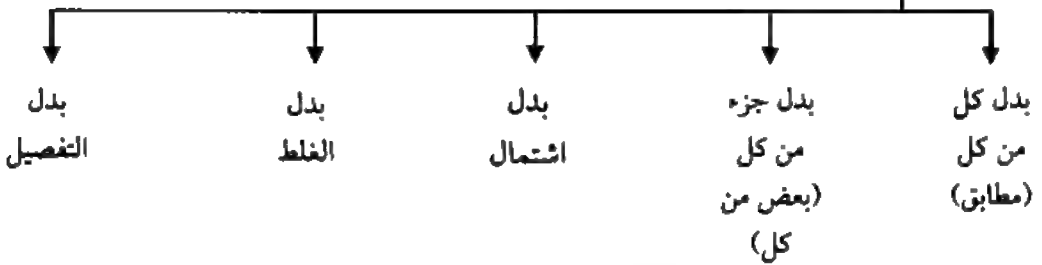 بدل كل
من كل
(مطابق)
بدل جزء
من كل
(بعض من
كل)
بدل
اشتمال
بدل
الغلط
بدل
التفصيل